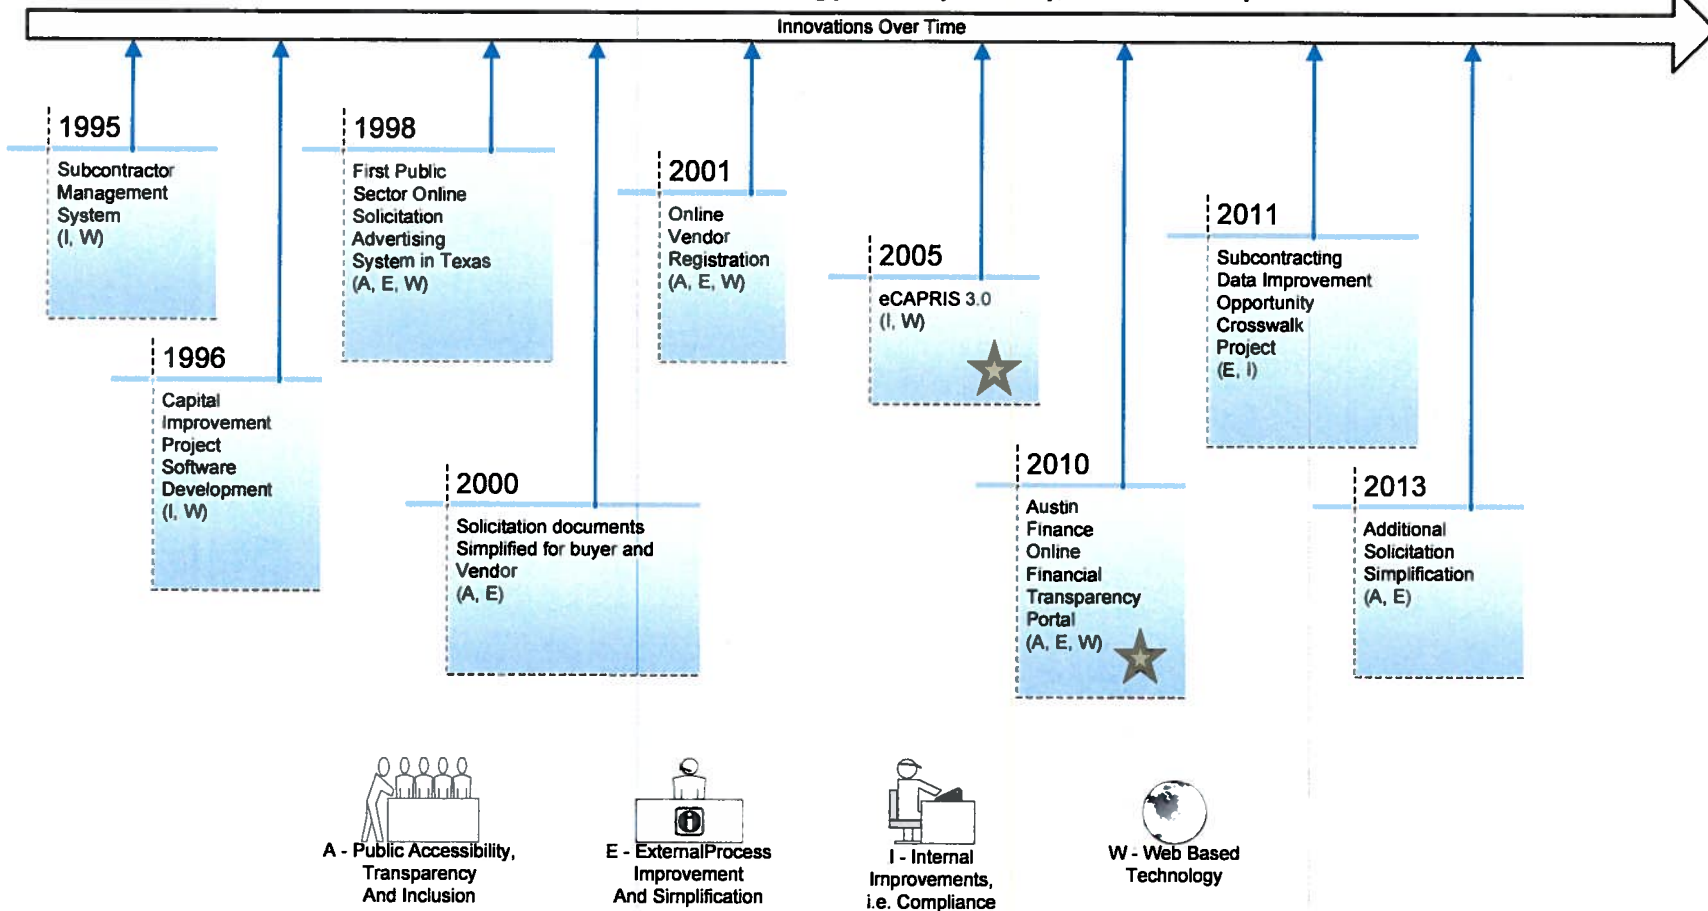 Innovations Over Time
1995
Subcontractor
Management
System
(I, W)
1996
Capital
Improvement
Project
Software
Development
(I, W)
1998
First Public
Sector Online
Solicitation
Advertising
System in Texas
(A, E, W)
2000
Solicitation documents
Simplified for buyer and
Vendor
(A, E)
2001
Online
Vendor
Registration
(A, E, W)
2005
eCAPRIS 3.0
(I, W)
2010
Austin
Finance
Online
Financial
Transparency
Portal
(A, E, W)
2011
Subcontracting
Data Improvement
Opportunity
Crosswalk
Project
(E, I)
2013
Additional
Solicitation
Simplification
(A, E)
A - Public Accessibility,
Transparency
And Inclusion
E - ExternalProcess
Improvement
And Simplification
I - Internal
Improvements,
i.e. Compliance
W - Web Based
Technology